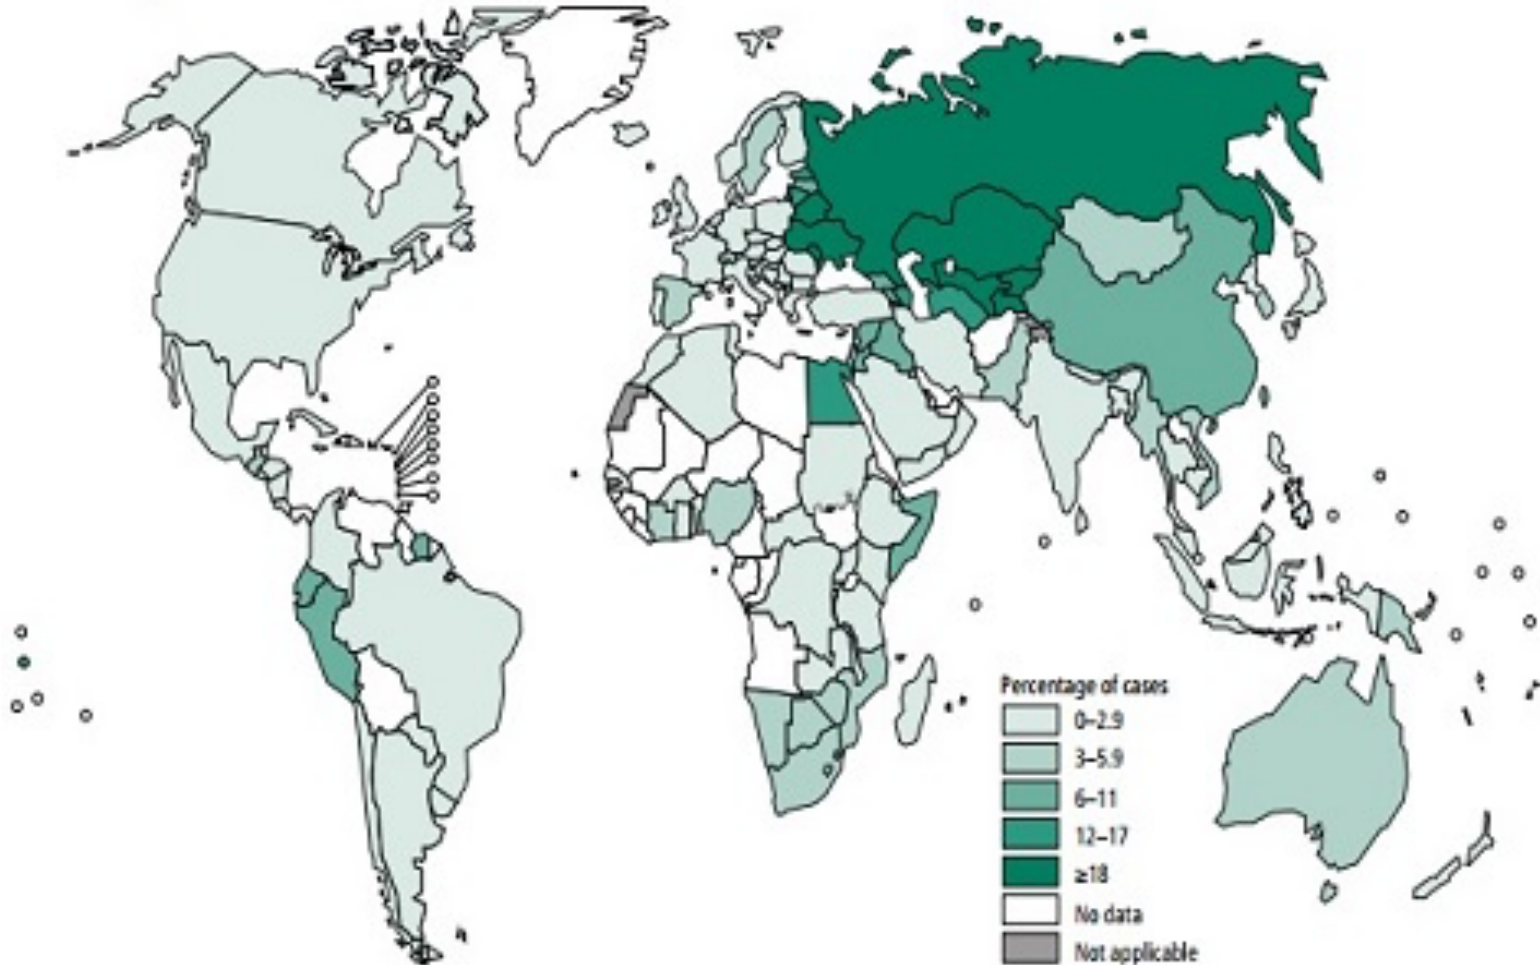 Percentage of cases
0–2.9
3–5.9
6–11
12–17
≥18
No data
Not applicable